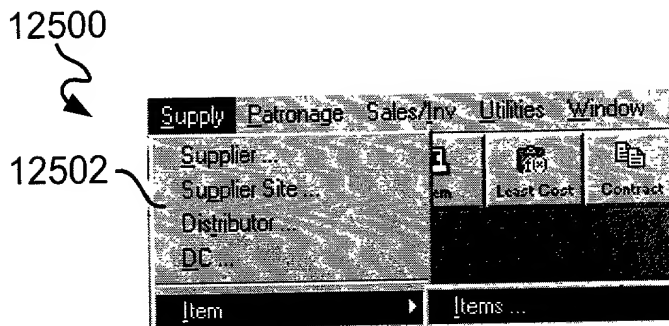 12500
Supply Patronage Sales/Inv Utilities Window
12502
Supplier ...
Supplier Site ...
Distributor ...
DC ...
Least Cost Contract
Item Items ...